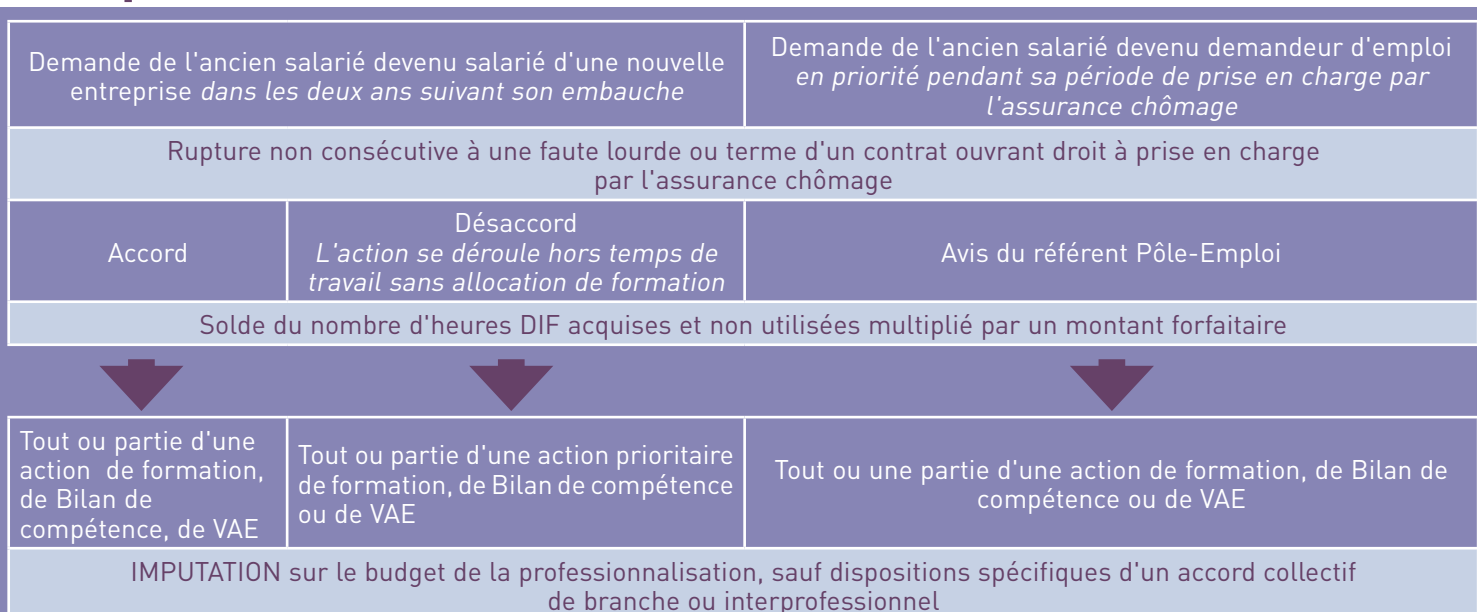 Demande de l'ancien salarié devenu salarié d'une nouvelle
entreprise dans les deux ans suivant son embauche
Demande de l'ancien salarié devenu demandeur d'emploi
en priorité pendant sa période de prise en charge par
l'assurance chômage
Rupture non consécutive à une faute lourde ou terme d'un contrat ouvrant droit à prise en charge
par l'assurance chômage
Accord
Désaccord
L'action se déroule hors temps de
travail sans allocation de formation
Avis du référent Pôle-Emploi
Solde du nombre d'heures DIF acquises et non utilisées multiplié par un montant forfaitaire
Tout ou partie d'une
action de formation,
de Bilan de
compétence, de VAE
Tout ou partie d'une action prioritaire
de formation, de Bilan de compétence
ou de VAE
Tout ou une partie d'une action de formation, de Bilan de
compétence ou de VAE
IMPUTATION sur le budget de la professionnalisation, sauf dispositions spécifiques d'un accord collectif
de branche ou interprofessionnel